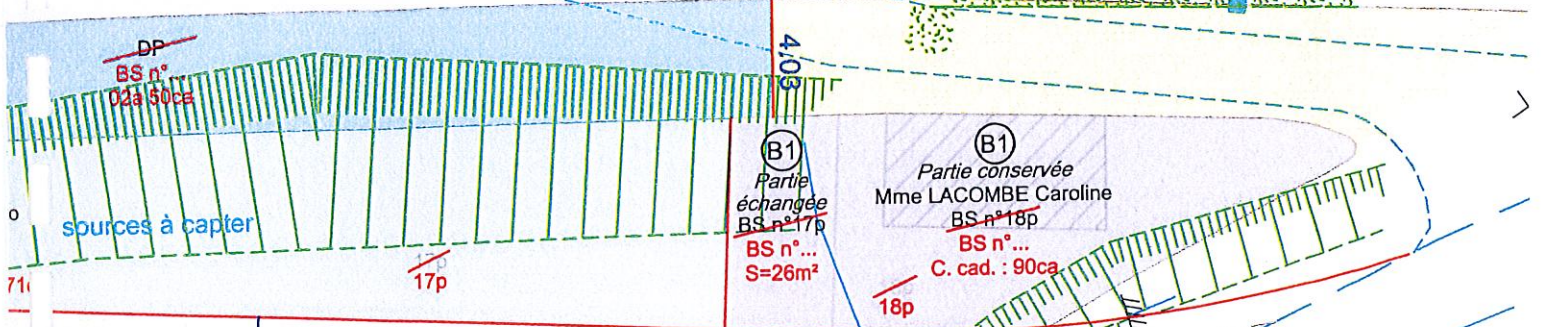 DP
BS n°...
02a 50ca
4,03
B1
Partie
échangée
BS n°17p
BS n°...
S=26m²
B1
Partie conservée
Mme LACOMBE Caroline
BS n°18p
BS n°...
C. cad. : 90ca
sources à capter
17p
17p
18p